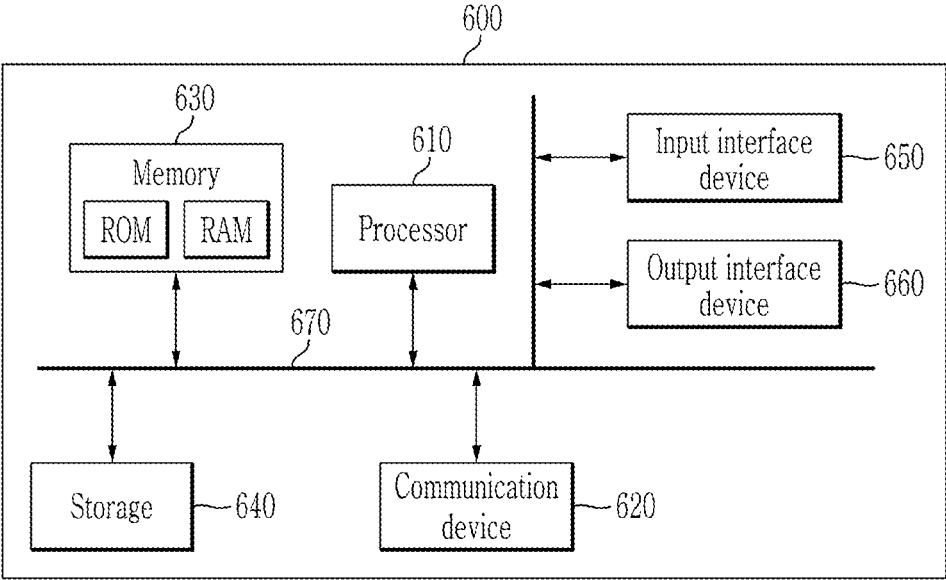 600
630
610
Memory
ROM
RAM
Processor
Input interface
device
650
Output interface
device
660
670
Storage
640
Communication
device
620